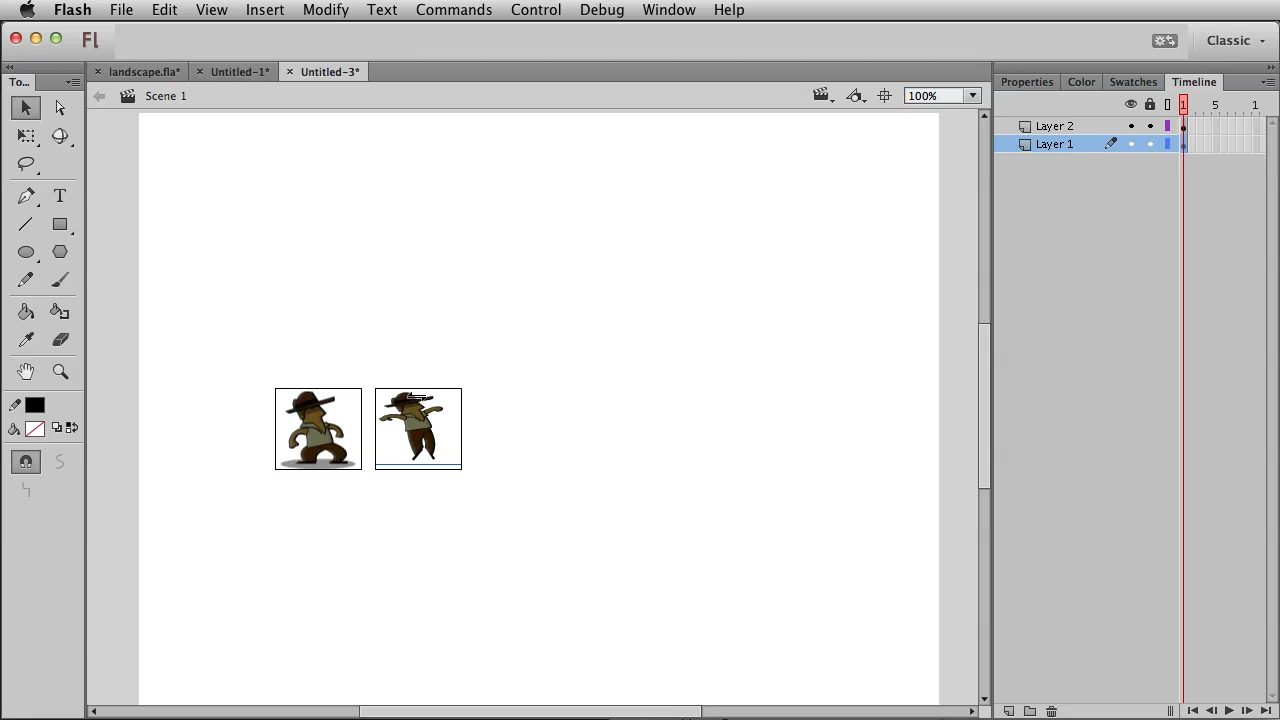 Flash File Edit View Insert Modify Text Commands Control Debug Window Help
Fl Classic
landscape.fla* Untitled-1* Untitled-3*
To...
Properties Color Swatches Timeline
Scene 1 100%
1 5 1
Layer 2
Layer 1
T